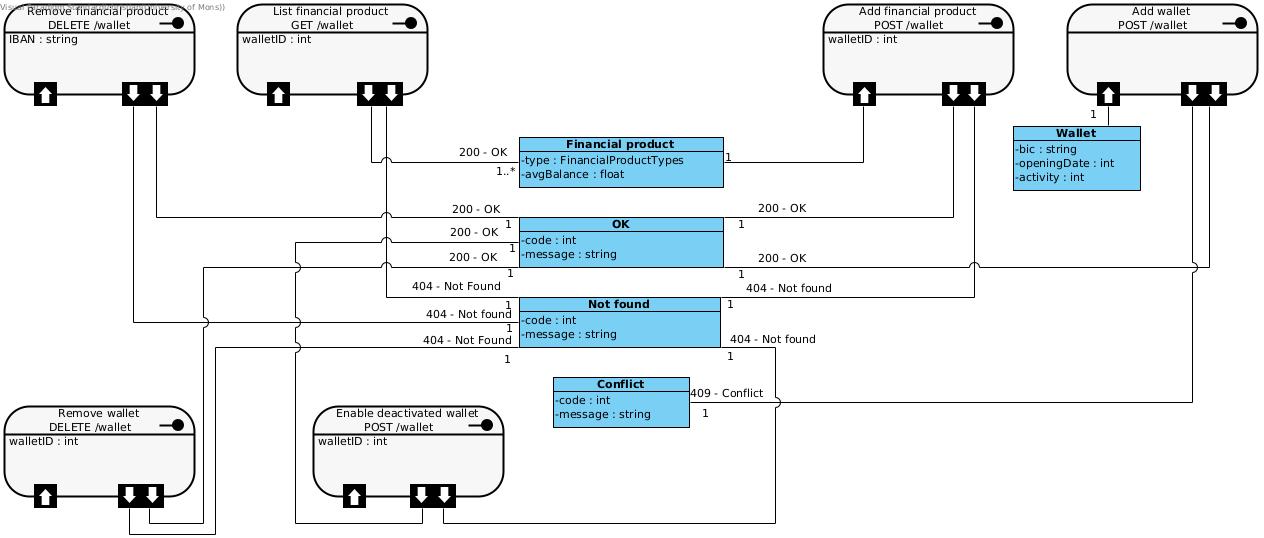 Remove financial product
DELETE /wallet
IBAN : string
List financial product
GET /wallet
walletID : int
Add financial product
POST /wallet
walletID : int
Add wallet
POST /wallet
1
Wallet
-bic : string
-openingDate : int
-activity : int
200 - OK
1..*
Financial product
-type : FinancialProductTypes
-avgBalance : float
1
200 - OK
1
200 - OK
1
200 - OK
1
OK
-code : int
-message : string
200 - OK
1
200 - OK
1
404 - Not Found
1
404 - Not found
1
404 - Not Found
1
Not found
-code : int
-message : string
404 - Not found
1
404 - Not found
1
Conflict
-code : int
-message : string
409 - Conflict
1
Remove wallet
DELETE /wallet
walletID : int
Enable deactivated wallet
POST /wallet
walletID : int